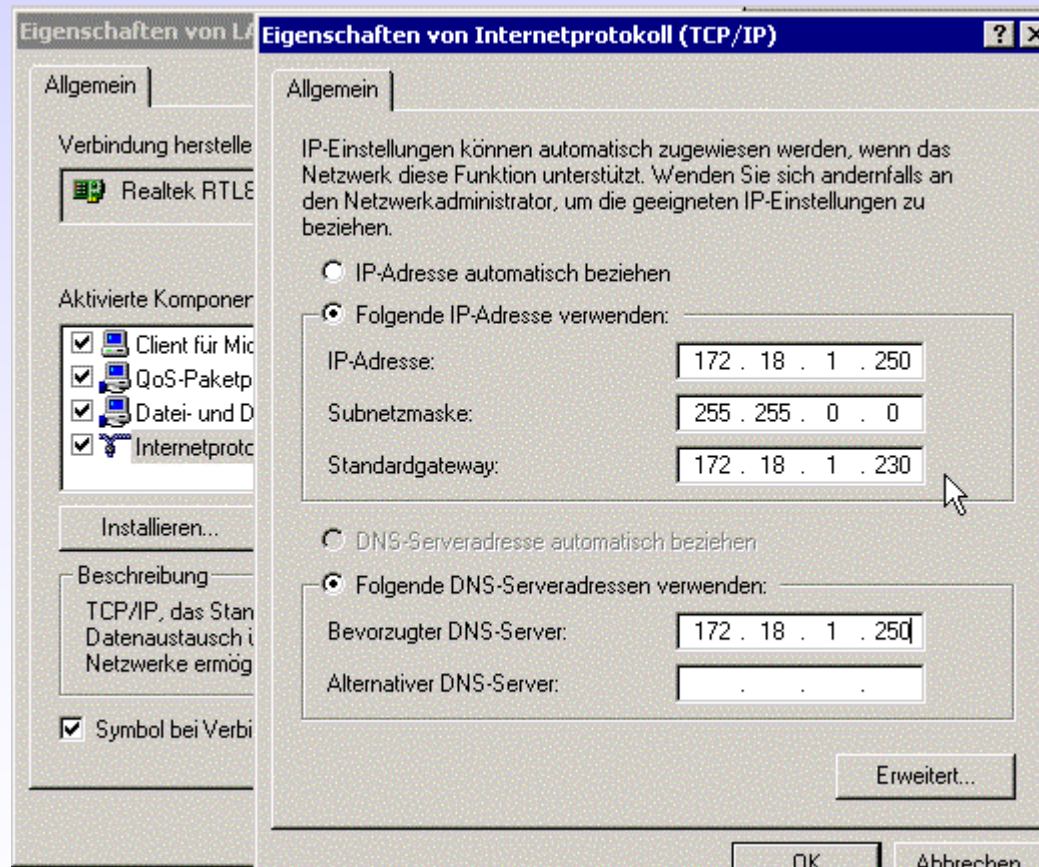 Eigenschaften von LA
Allgemein
Verbindung herstelle
Realtek RTL8
Aktivierte Komponen
Client für Mic
QoS-Paketp
Datei- und D
Internetproto
Installieren...
Beschreibung
TCP/IP, das Stan
Datenaustausch ü
Netzwerke ermög
Symbol bei Verbi
Eigenschaften von Internetprotokoll (TCP/IP)
Allgemein
IP-Einstellungen können automatisch zugewiesen werden, wenn das
Netzwerk diese Funktion unterstützt. Wenden Sie sich andernfalls an
den Netzwerkadministrator, um die geeigneten IP-Einstellungen zu
beziehen.
IP-Adresse automatisch beziehen
Folgende IP-Adresse verwenden:
IP-Adresse: 172 . 18 . 1 . 250
Subnetzmaske: 255 . 255 . 0 . 0
Standardgateway: 172 . 18 . 1 . 230
DNS-Serveradresse automatisch beziehen
Folgende DNS-Serveradressen verwenden:
Bevorzugter DNS-Server: 172 . 18 . 1 . 250
Alternativer DNS-Server: . . .
Erweitert...
OK Abbrechen